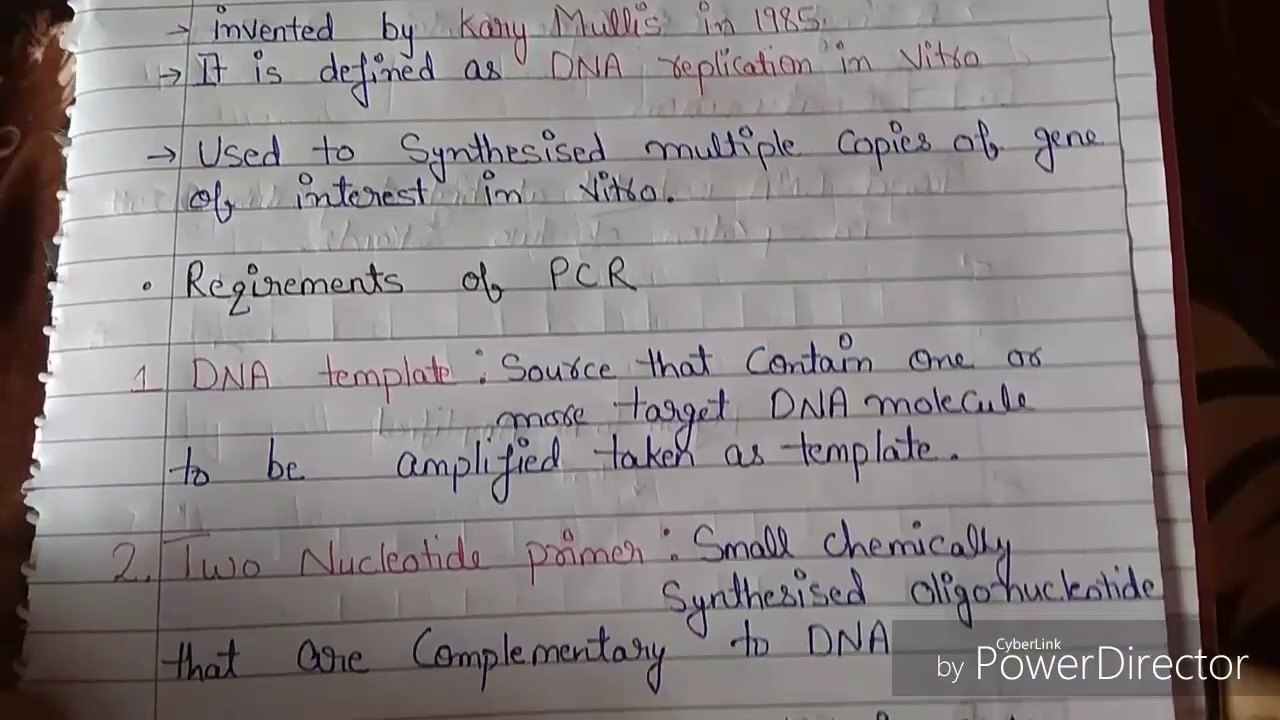 → invented by Kary Mullis in 1985.
→ It is defined as DNA replication in Vitro
→ Used to Synthesised multiple Copies of gene
of interest in Vitro.
• Reqirements of PCR
1 DNA template : Source that Contain One or
more target DNA molecule
to be amplified taken as template.
2. Two Nucleotide primer : Small Chemically
Synthesised oligonucleotide
that are Complementary to DNA
CyberLink
by PowerDirector